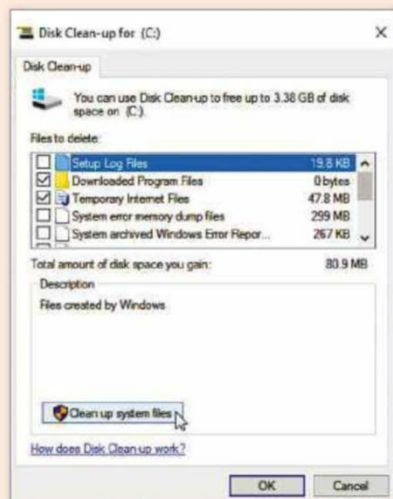 Disk Clean-up for (C:)
Disk Clean-up
You can use Disk Clean-up to free up to 3.38 GB of disk
space on (C:).
Files to delete:
Setup Log Files 19.8 KB
Downloaded Program Files 0 bytes
Temporary Internet Files 47.8 MB
System error memory dump files 299 MB
System archived Windows Error Repor... 267 KB
Total amount of disk space you gain: 80.9 MB
Description
Files created by Windows
Clean up system files
How does Disk Clean-up work?
OK Cancel